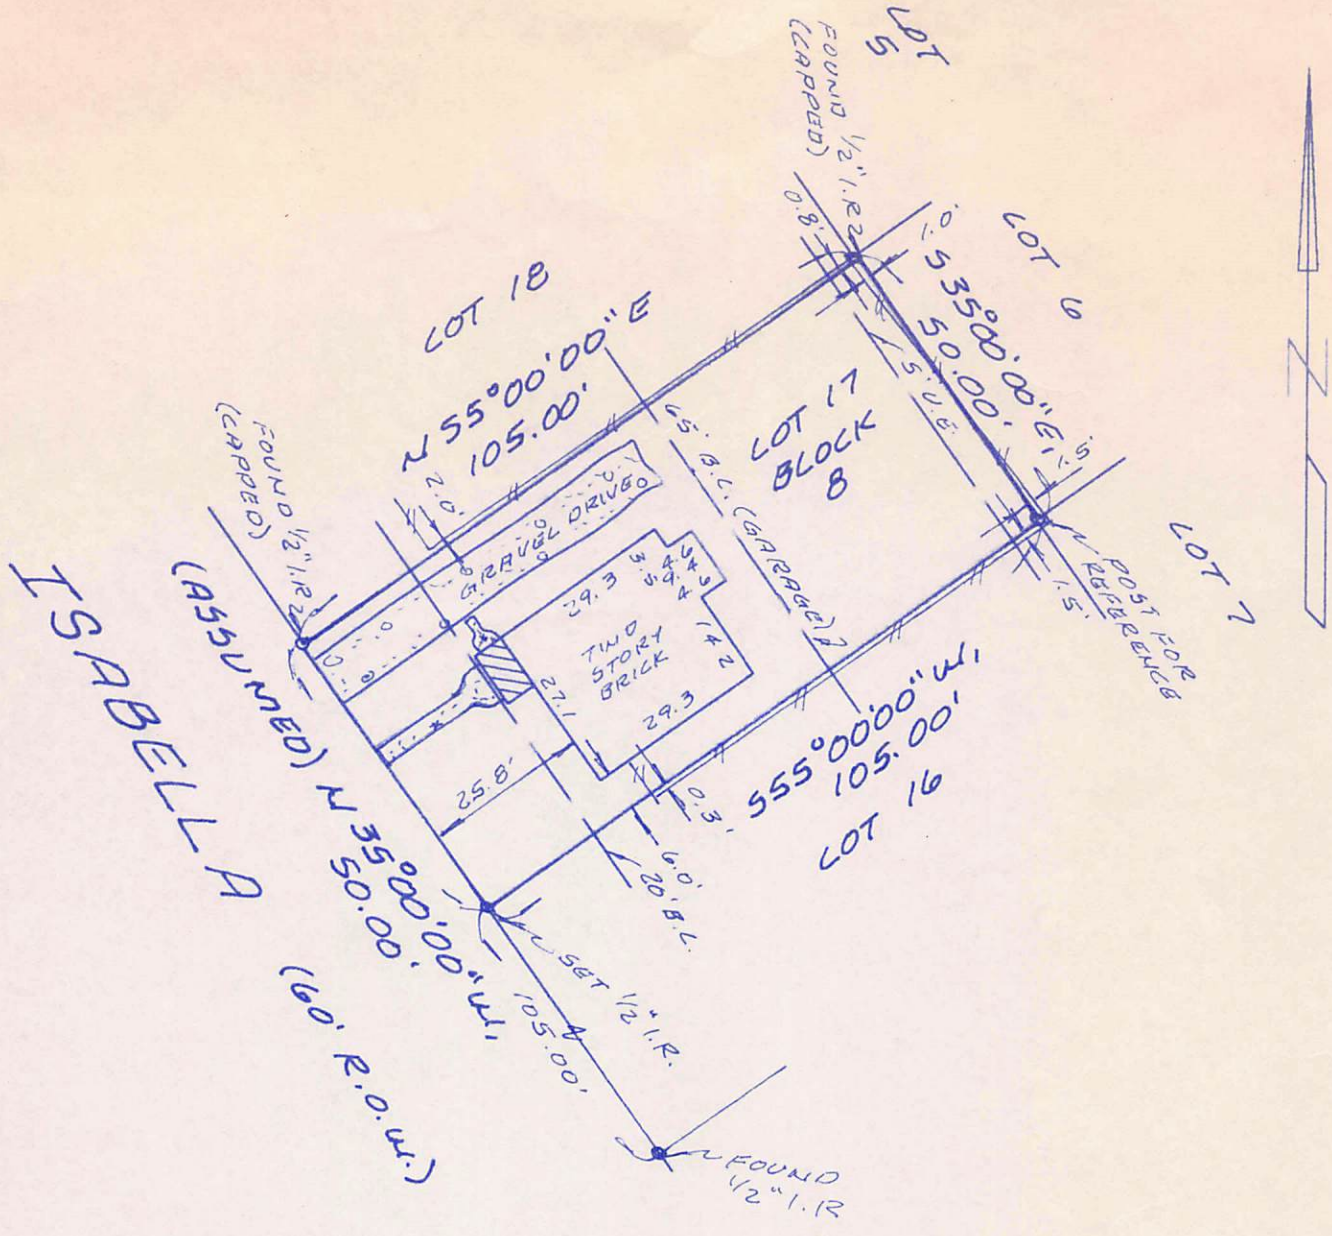 LOT
5
FOUND 1/2" I.R.
(CAPPED)
0.8'
LOT 6
S 35°00'00" E,
50.00'
1.5'
5' U.E.
LOT 18
N 55°00'00" E
105.00'
2.0'
LOT 17
BLOCK
8
65' B.L. (GARAGE)
LOT 7
POST FOR
REFERENCE
1.5'
FOUND 1/2" I.R.
(CAPPED)
GRAVEL DRIVE
29.3
14.2
TWO
STORY
BRICK
27.1
29.3
25.8'
0.3'
6.0'
20' B.L.
S 55°00'00" W,
105.00'
LOT 16
(ASSUMED) N 35°00'00" W,
50.00'
ISABELLA (60' R.O.W.)
SET 1/2" I.R.
105.00'
FOUND
1/2" I.R
N